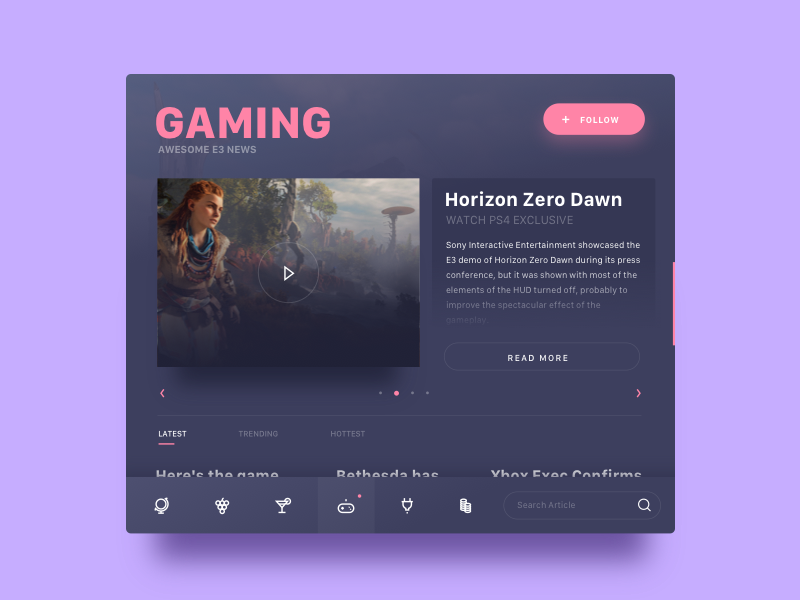 GAMING
AWESOME E3 NEWS
+ FOLLOW
Horizon Zero Dawn
WATCH PS4 EXCLUSIVE
Sony Interactive Entertainment showcased the
E3 demo of Horizon Zero Dawn during its press
conference, but it was shown with most of the
elements of the HUD turned off, probably to
improve the spectacular effect of the
gameplay.
READ MORE
LATEST
TRENDING
HOTTEST
Here's the game
Bethesda has
Xbox Exec Confirms
Search Article